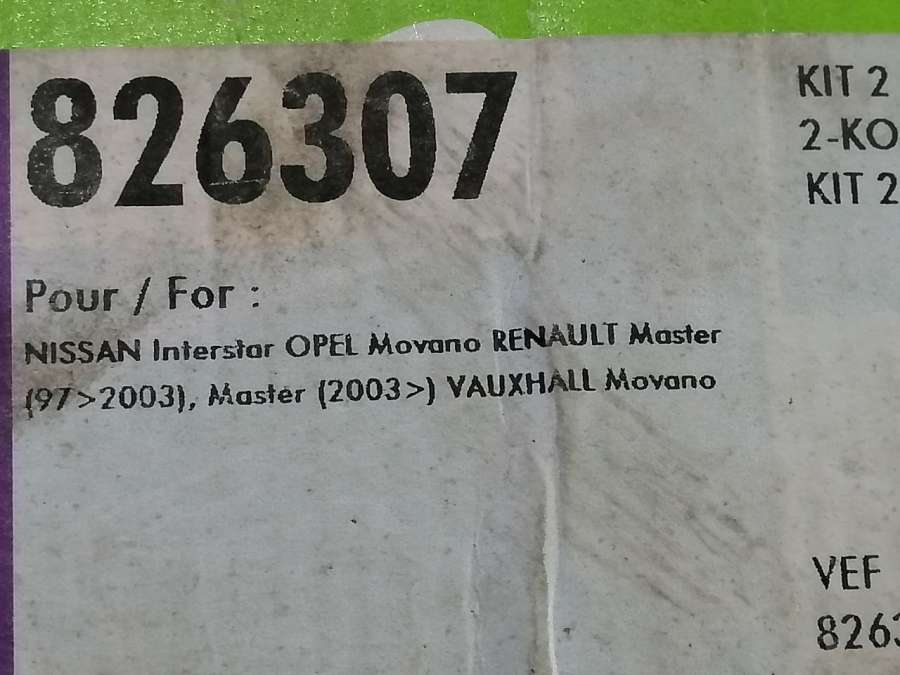 826307
KIT 2
2-KO
KIT 2
Pour / For :
NISSAN Interstar OPEL Movano RENAULT Master
(97>2003), Master (2003>) VAUXHALL Movano
VEF
826